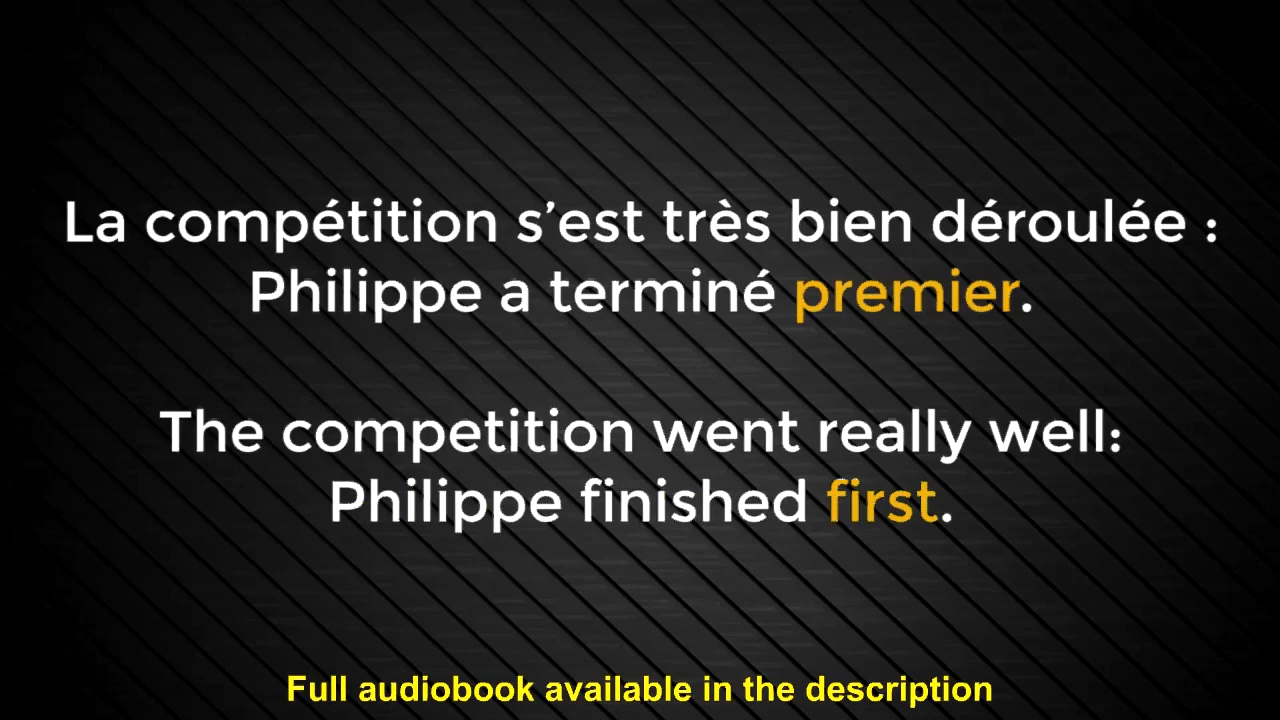 La compétition s’est très bien déroulée :
Philippe a terminé premier.
The competition went really well:
Philippe finished first.
Full audiobook available in the description